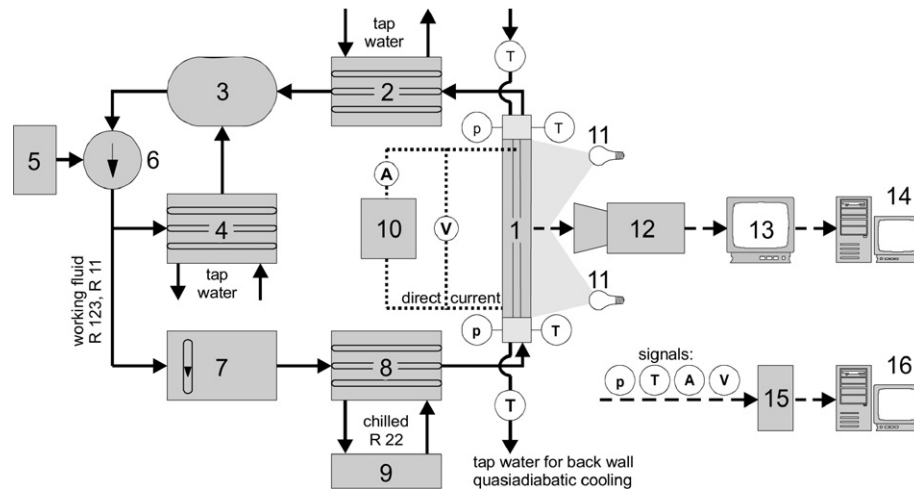 tap
water
T
3
2
p
T
11
5
6
A
14
4
10
V
1
12
13
tap
water
working fluid
R 123, R 11
direct current
11
p
T
signals:
7
8
p T A V
16
T
15
chilled
R 22
9
tap water for back wall
quasiadiabatic cooling